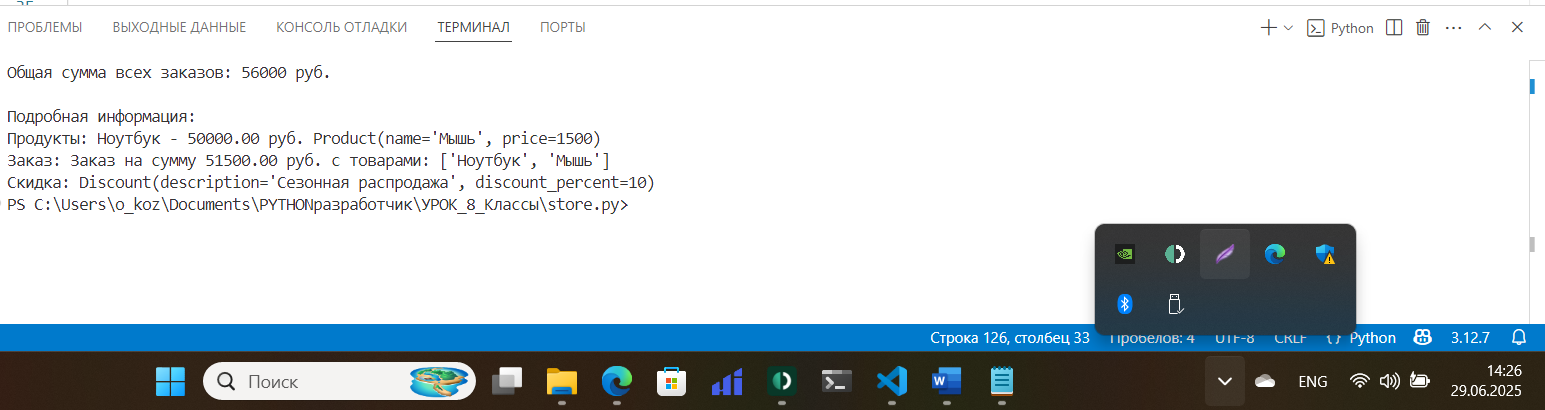 ПРОБЛЕМЫ ВЫХОДНЫЕ ДАННЫЕ КОНСОЛЬ ОТЛАДКИ ТЕРМИНАЛ ПОРТЫ Python
Общая сумма всех заказов: 56000 руб.
Подробная информация:
Продукты: Ноутбук - 50000.00 руб. Product(name='Мышь', price=1500)
Заказ: Заказ на сумму 51500.00 руб. с товарами: ['Ноутбук', 'Мышь']
Скидка: Discount(description='Сезонная распродажа', discount_percent=10)
PS C:\Users\o_koz\Documents\PYTHONразработчик\УРОК_8_Классы\store.py>
Строка 126, столбец 33 Пробелов: 4 UTF-8 CRLF {} Python 3.12.7
Поиск ENG 14:26
29.06.2025